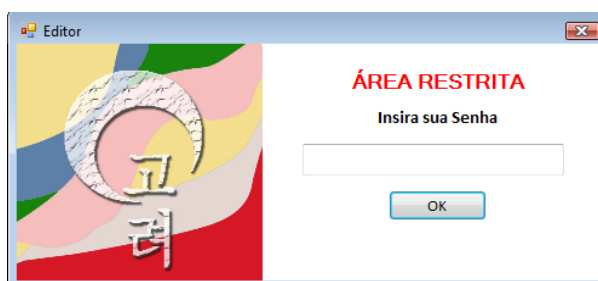 Editor
고
려
ÁREA RESTRITA
Insira sua Senha
OK